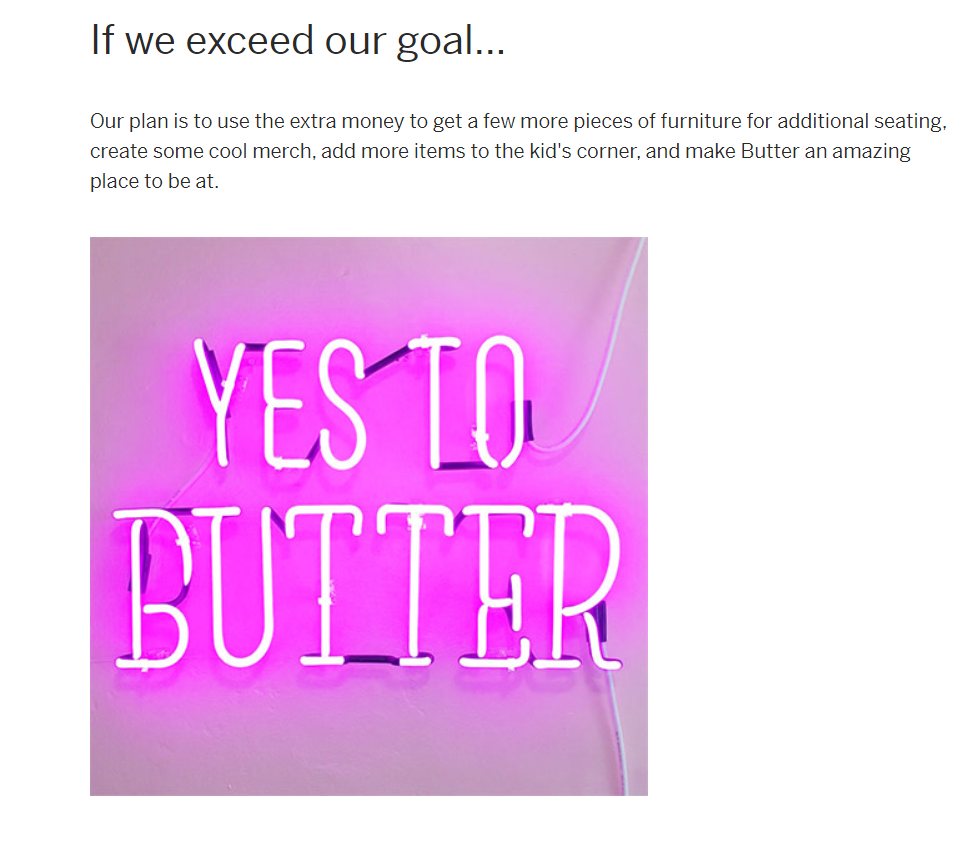 If we exceed our goal...
Our plan is to use the extra money to get a few more pieces of furniture for additional seating,
create some cool merch, add more items to the kid's corner, and make Butter an amazing
place to be at.
YES TO
BUTTER